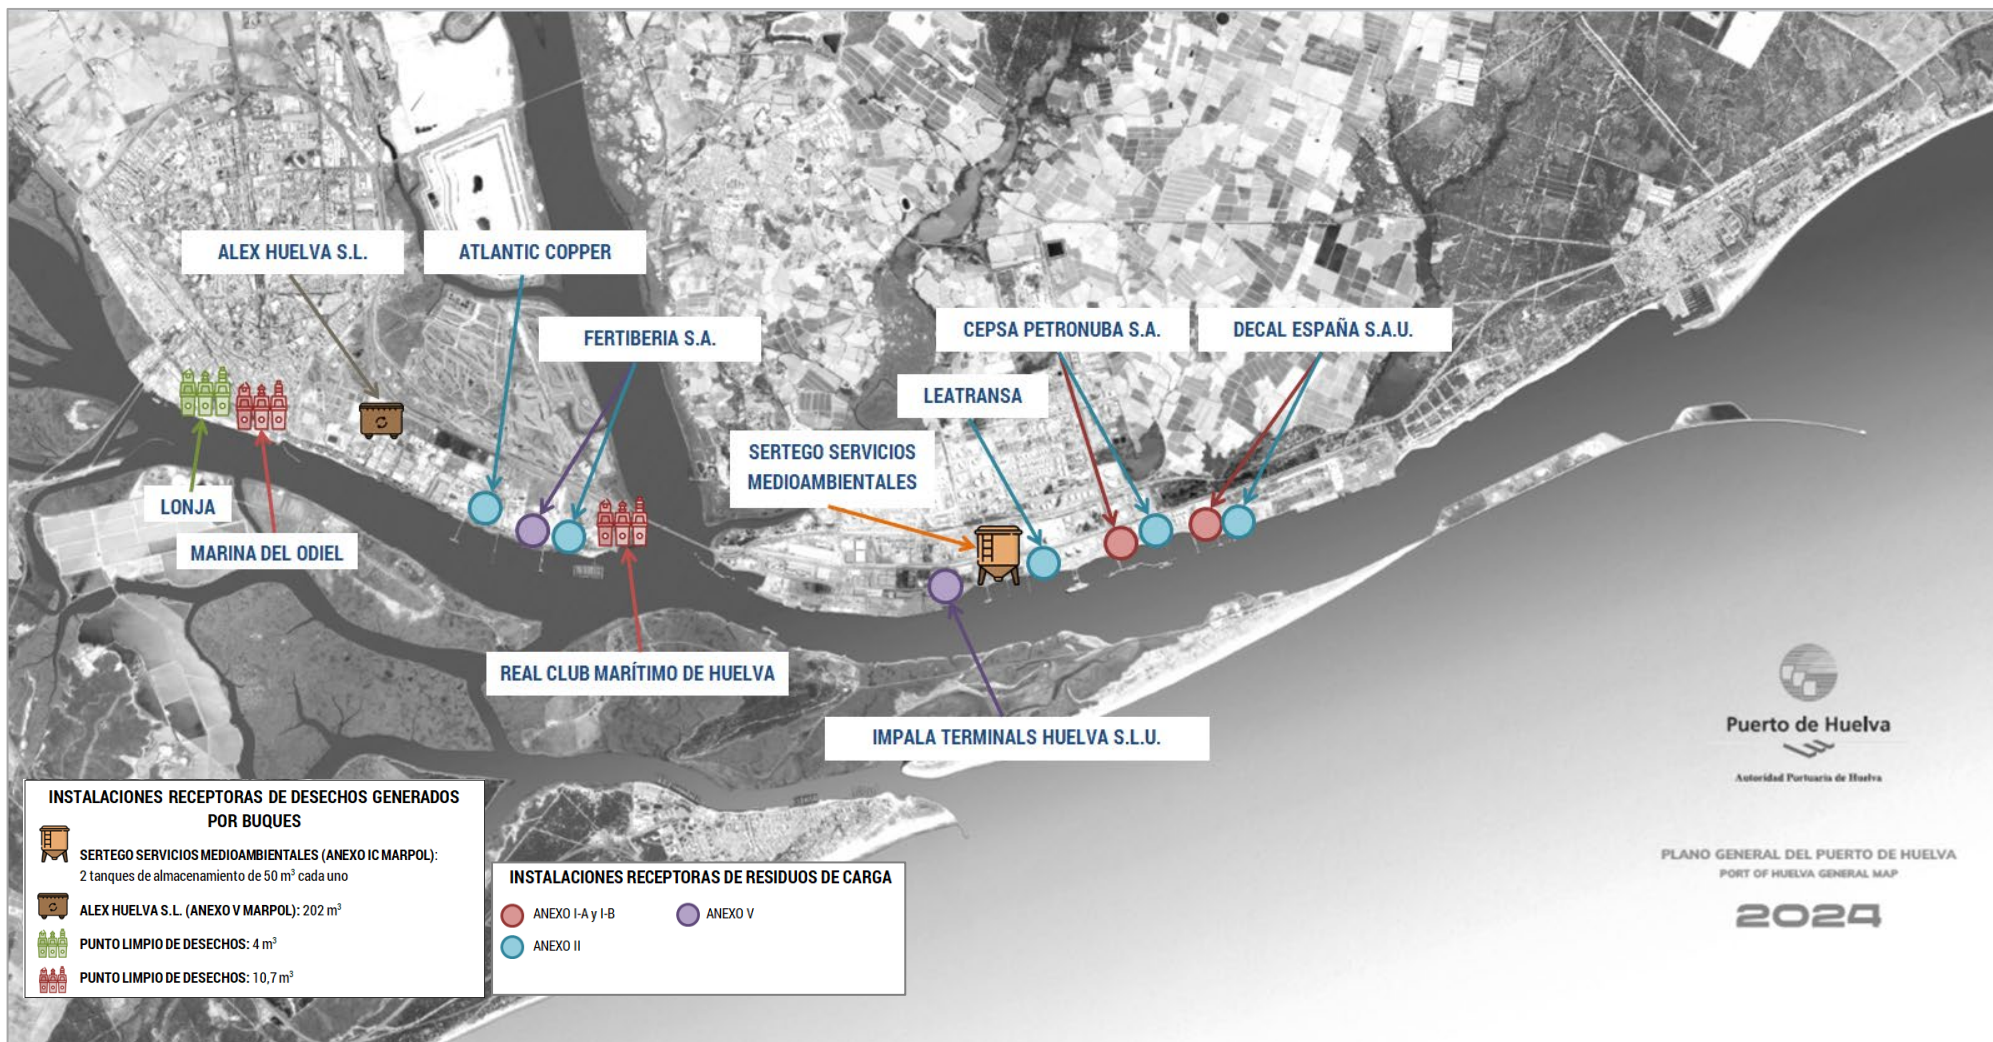 ALEX HUELVA S.L.
ATLANTIC COPPER
FERTIBERIA S.A.
CEPSA PETRONUBA S.A.
DECAL ESPAÑA S.A.U.
LEATRANSA
SERTEGO SERVICIOS
MEDIOAMBIENTALES
LONJA
MARINA DEL ODIEL
REAL CLUB MARÍTIMO DE HUELVA
IMPALA TERMINALS HUELVA S.L.U.
Puerto de Huelva
Autoridad Portuaria de Huelva
PLANO GENERAL DEL PUERTO DE HUELVA
PORT OF HUELVA GENERAL MAP
2024
INSTALACIONES RECEPTORAS DE DESECHOS GENERADOS
POR BUQUES
SERTEGO SERVICIOS MEDIOAMBIENTALES (ANEXO IC MARPOL):
2 tanques de almacenamiento de 50 m³ cada uno
ALEX HUELVA S.L. (ANEXO V MARPOL): 202 m³
PUNTO LIMPIO DE DESECHOS: 4 m³
PUNTO LIMPIO DE DESECHOS: 10,7 m³
INSTALACIONES RECEPTORAS DE RESIDUOS DE CARGA
ANEXO I-A y I-B
ANEXO V
ANEXO II